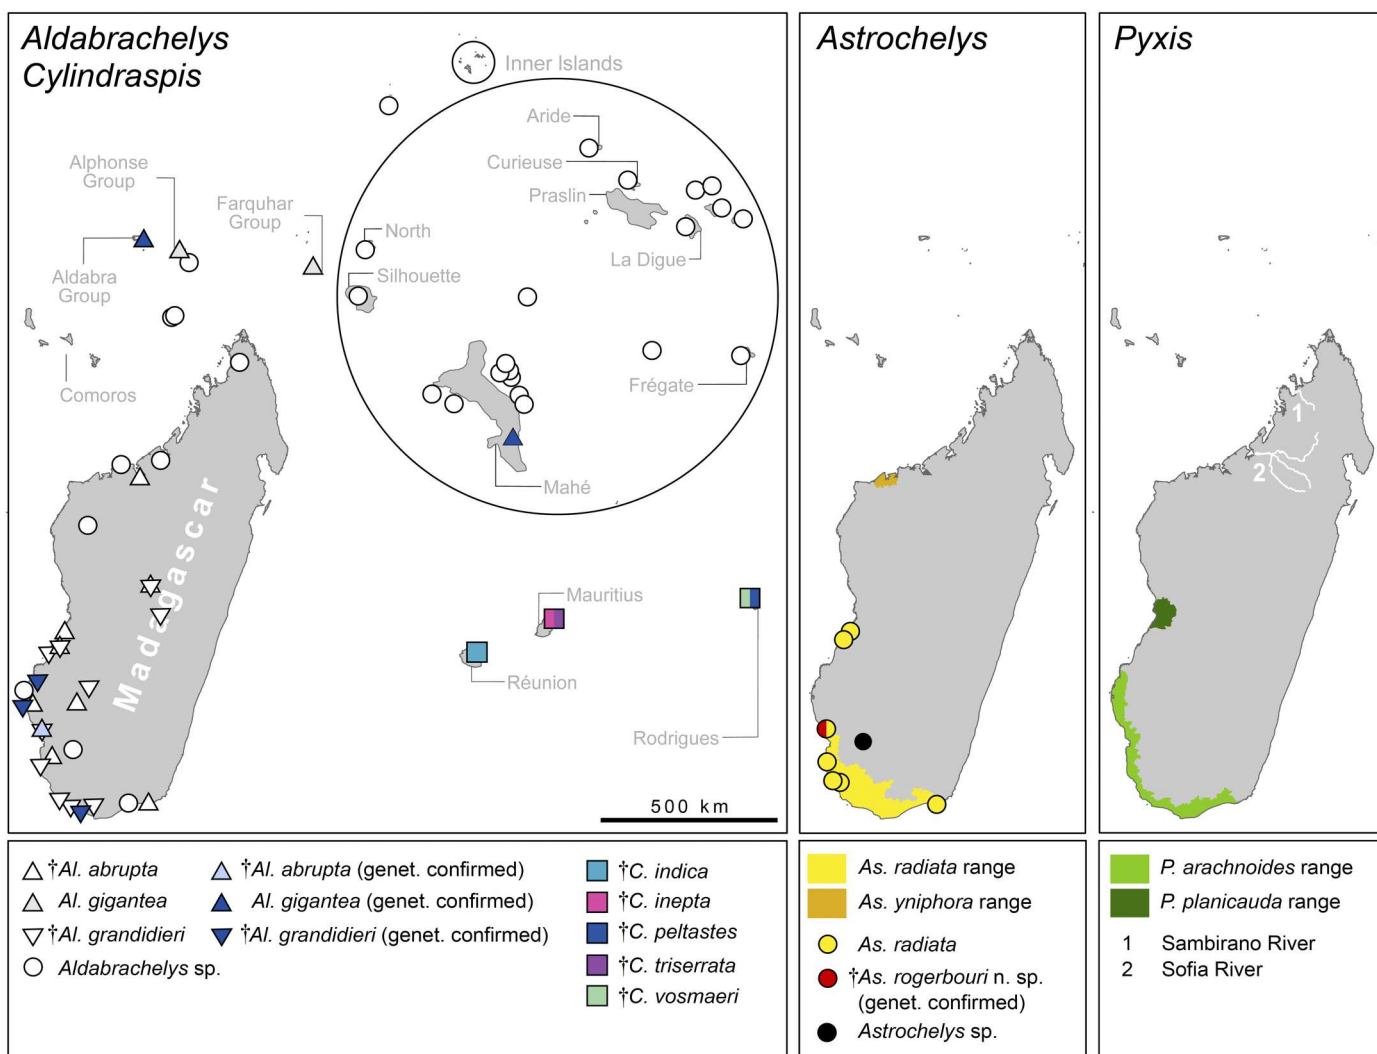 Aldabrachelys
Cylindraspis
Inner Islands
Aride
Curieuse
Praslin
La Digue
Alphonse
Group
Farquhar
Group
North
Silhouette
Aldabra
Group
Comoros
Frégate
Mahé
Madagascar
Mauritius
Réunion
Rodrigues
500 km
Astrochelys
Pyxis
1
2
†Al. abrupta
Al. gigantea
†Al. grandidieri
Aldabrachelys sp.
†Al. abrupta (genet. confirmed)
Al. gigantea (genet. confirmed)
†Al. grandidieri (genet. confirmed)
†C. indica
†C. inepta
†C. peltastes
†C. triserrata
†C. vosmaeri
As. radiata range
As. yniphora range
As. radiata
†As. rogerbouri n. sp.
(genet. confirmed)
Astrochelys sp.
P. arachnoides range
P. planicauda range
1 Sambirano River
2 Sofia River